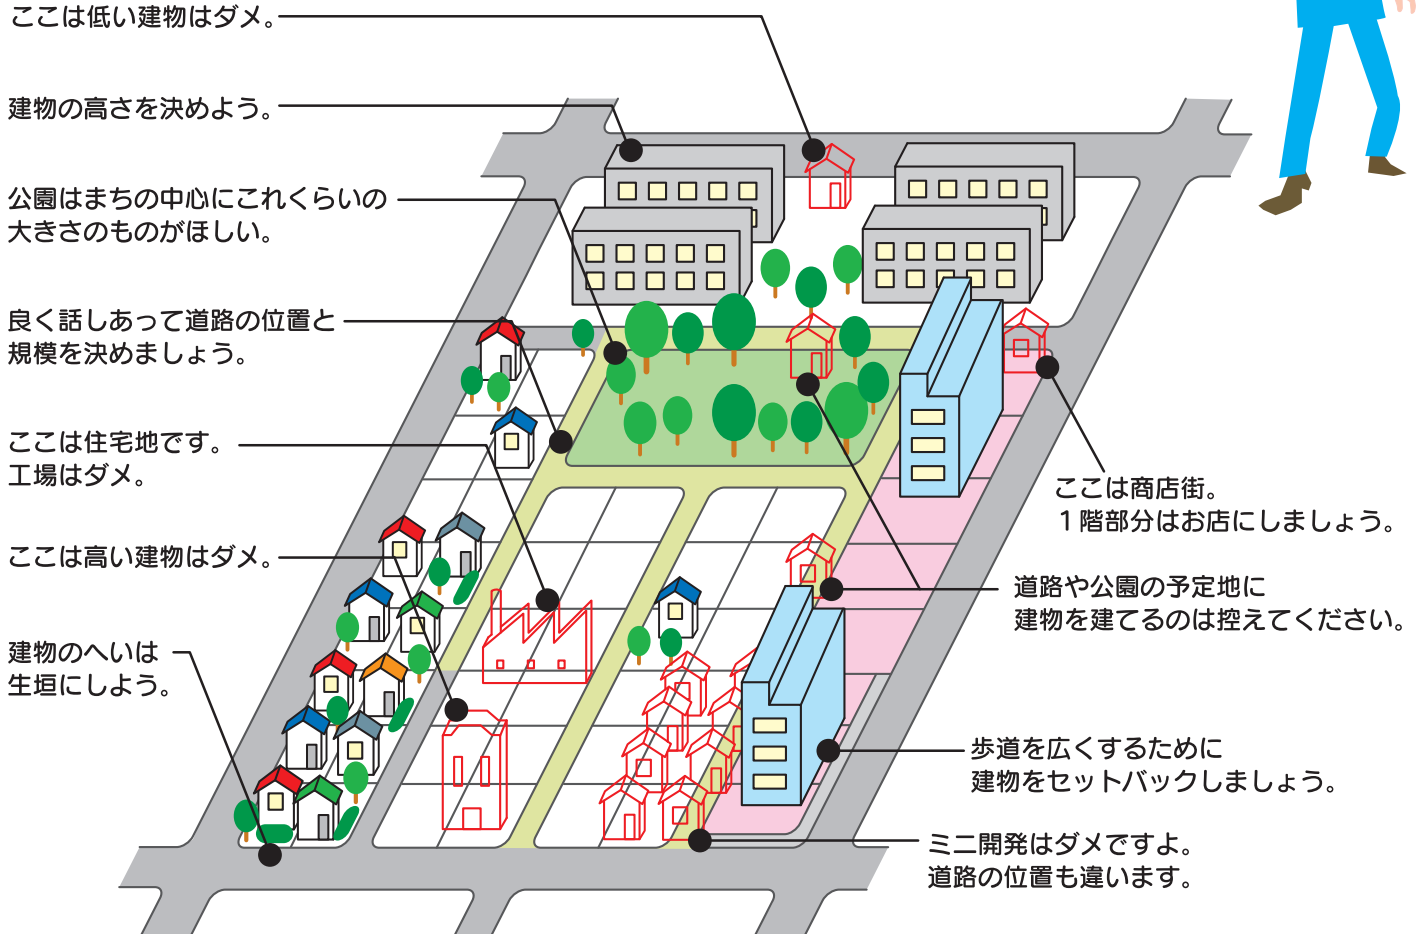 ここは低い建物はダメ。
建物の高さを決めよう。
公園はまちの中心にこれくらいの
大きさのものがほしい。
良く話しあって道路の位置と
規模を決めましょう。
ここは住宅地です。
工場はダメ。
ここは高い建物はダメ。
建物のへいは
生垣にしよう。
ここは商店街。
１階部分はお店にしましょう。
道路や公園の予定地に
建物を建てるのは控えてください。
歩道を広くするために
建物をセットバックしましょう。
ミニ開発はダメですよ。
道路の位置も違います。